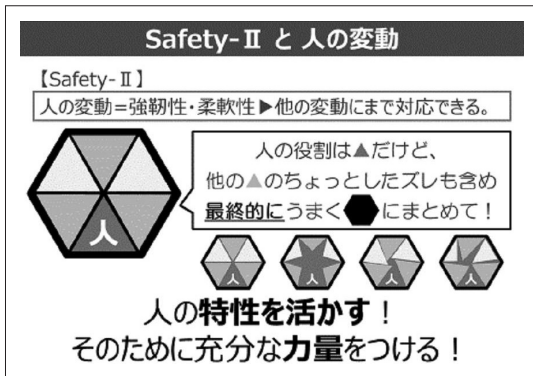 Safety-Ⅱ と 人の変動
【Safety-Ⅱ】
人の変動＝強靭性・柔軟性▶他の変動にまで対応できる。
人の役割は▲だけど、
他の▲のちょっとしたズレも含め
最終的にうまく⬢にまとめて！
人
人 人 人 人
人の特性を活かす！
そのために充分な力量をつける！